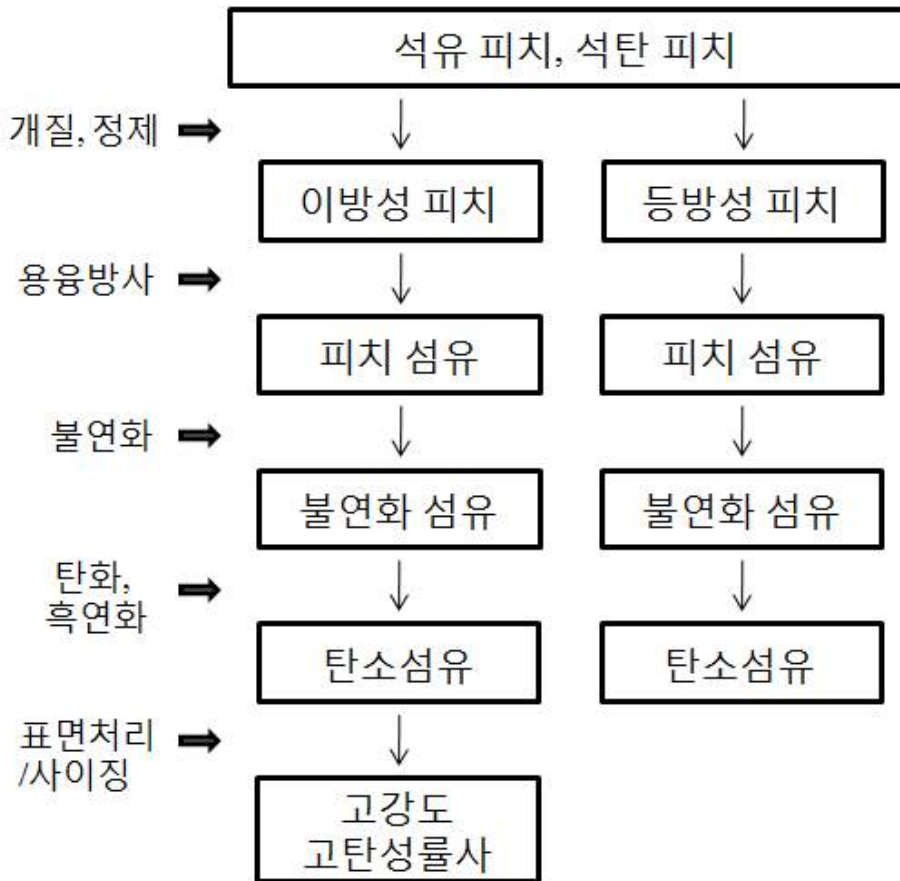 석유 피치, 석탄 피치
개질, 정제
이방성 피치
등방성 피치
용융방사
피치 섬유
피치 섬유
불연화
불연화 섬유
불연화 섬유
탄화,
흑연화
탄소섬유
탄소섬유
표면처리
/사이징
고강도
고탄성률사